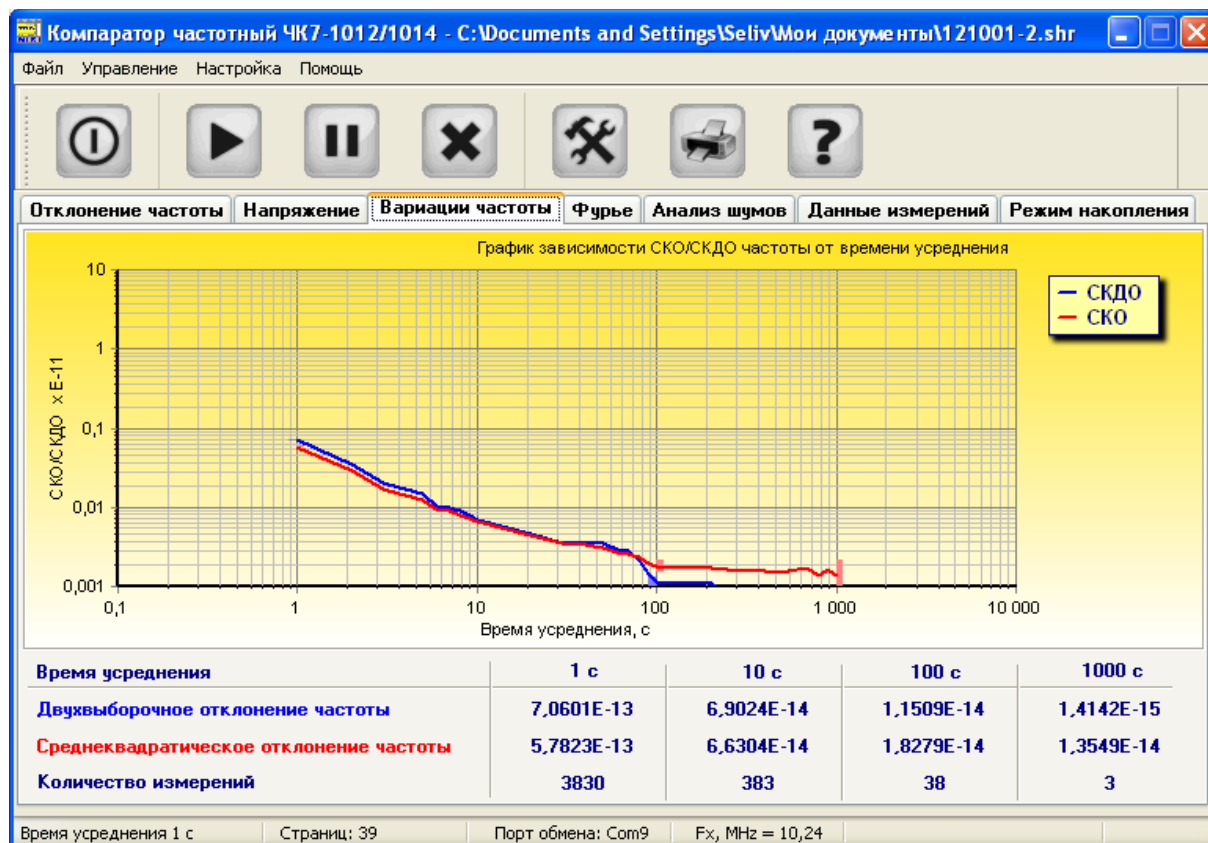 Компаратор частотный ЧК7-1012/1014 - C:\Documents and Settings\Seliv\Мои документы\121001-2.shr
Файл Управление Настройка Помощь
Отклонение частоты Напряжение Вариации частоты Фурье Анализ шумов Данные измерений Режим накопления
График зависимости СКО/СКДО частоты от времени усреднения
СКДО
СКО
СКО/СКДО x E-11
10
1
0,1
0,01
0,001
0,1 1 10 100 1 000 10 000
Время усреднения, с
Время усреднения 1 с 10 с 100 с 1000 с
Двухвыборочное отклонение частоты 7,0601E-13 6,9024E-14 1,1509E-14 1,4142E-15
Среднеквадратическое отклонение частоты 5,7823E-13 6,6304E-14 1,8279E-14 1,3549E-14
Количество измерений 3830 383 38 3
Время усреднения 1 с Страниц: 39 Порт обмена: Com9 Fx, MHz = 10,24